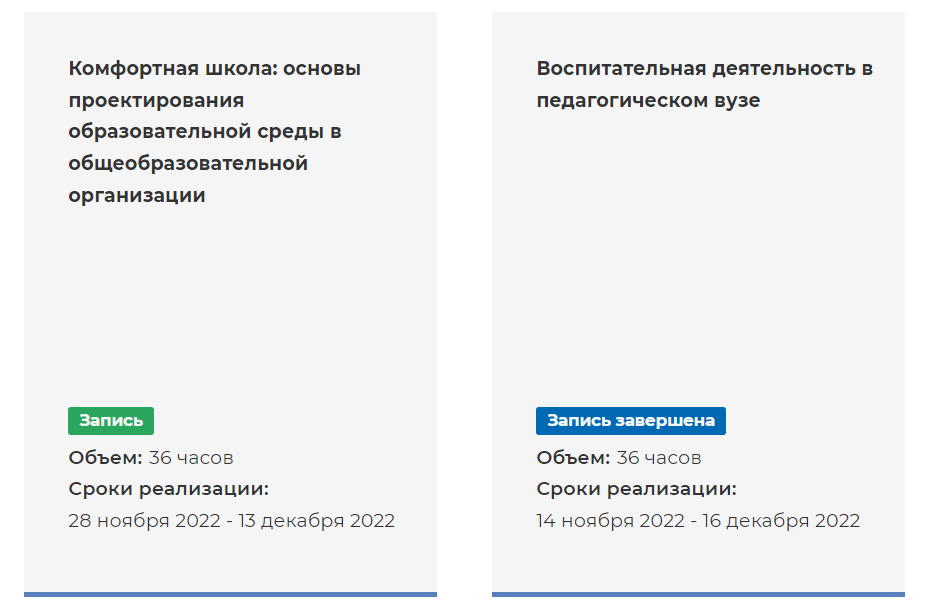 Комфортная школа: основы
проектирования
образовательной среды в
общеобразовательной
организации
Запись
Объем: 36 часов
Сроки реализации:
28 ноября 2022 - 13 декабря 2022
Воспитательная деятельность в
педагогическом вузе
Запись завершена
Объем: 36 часов
Сроки реализации:
14 ноября 2022 - 16 декабря 2022